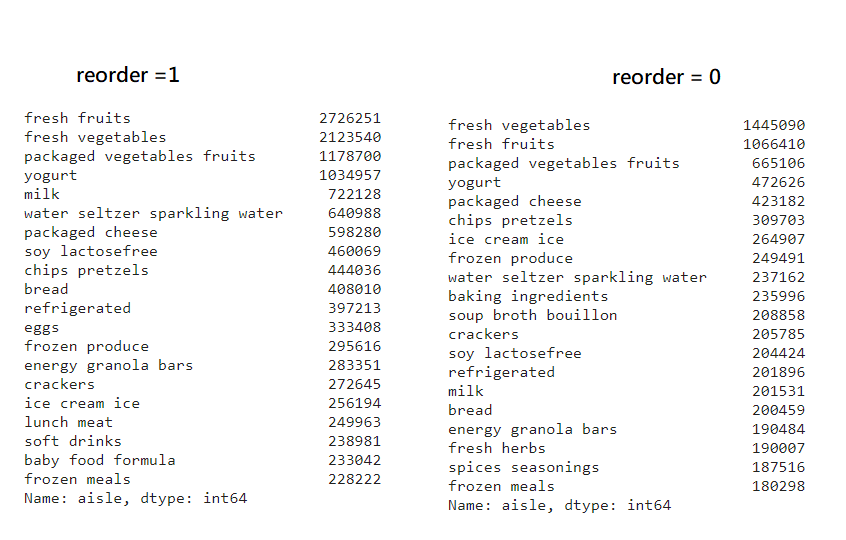 reorder =1
fresh fruits 2726251
fresh vegetables 2123540
packaged vegetables fruits 1178700
yogurt 1034957
milk 722128
water seltzer sparkling water 640988
packaged cheese 598280
soy lactosefree 460069
chips pretzels 444036
bread 408010
refrigerated 397213
eggs 333408
frozen produce 295616
energy granola bars 283351
crackers 272645
ice cream ice 256194
lunch meat 249963
soft drinks 238981
baby food formula 233042
frozen meals 228222
Name: aisle, dtype: int64
reorder = 0
fresh vegetables 1445090
fresh fruits 1066410
packaged vegetables fruits 665106
yogurt 472626
packaged cheese 423182
chips pretzels 309703
ice cream ice 264907
frozen produce 249491
water seltzer sparkling water 237162
baking ingredients 235996
soup broth bouillon 208858
crackers 205785
soy lactosefree 204424
refrigerated 201896
milk 201531
bread 200459
energy granola bars 190484
fresh herbs 190007
spices seasonings 187516
frozen meals 180298
Name: aisle, dtype: int64